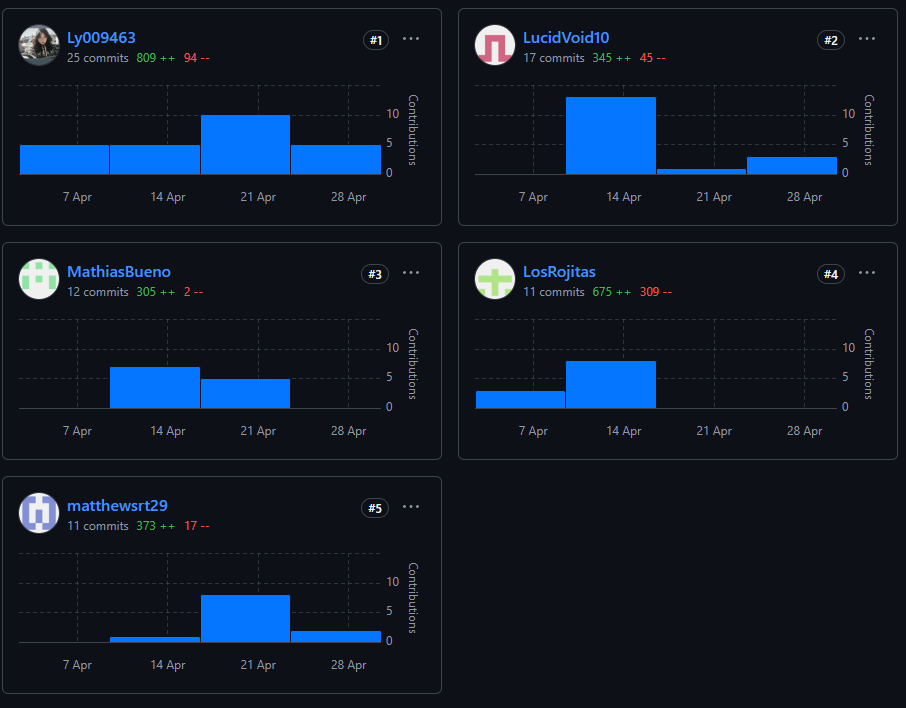 Ly009463 #1 ...
25 commits 809 ++ 94 --
10
5
0
Contributions
7 Apr 14 Apr 21 Apr 28 Apr
LucidVoid10 #2 ...
17 commits 345 ++ 45 --
10
5
0
Contributions
7 Apr 14 Apr 21 Apr 28 Apr
MathiasBueno #3 ...
12 commits 305 ++ 2 --
10
5
0
Contributions
7 Apr 14 Apr 21 Apr 28 Apr
LosRojitas #4 ...
11 commits 675 ++ 309 --
10
5
0
Contributions
7 Apr 14 Apr 21 Apr 28 Apr
matthewsrt29 #5 ...
11 commits 373 ++ 17 --
10
5
0
Contributions
7 Apr 14 Apr 21 Apr 28 Apr